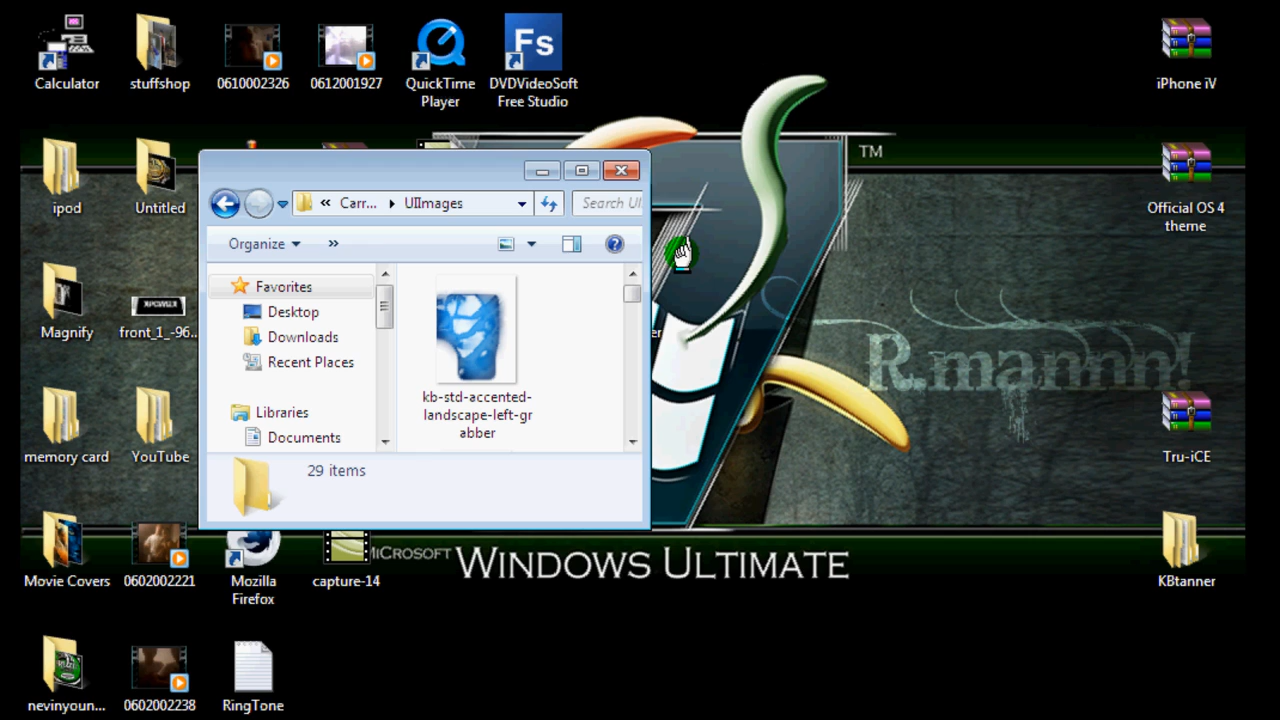 Calculator
stuffshop
0610002326
0612001927
QuickTime
Player
DVDVideoSoft
Free Studio
iPhone iV
TM
ipod
Untitled
Official OS 4
theme
« Carr... ▸ UIImages
Search UI
Organize
»
Favorites
Desktop
Downloads
Recent Places
Libraries
Documents
kb-std-accented-
landscape-left-gr
abber
29 items
Magnify
front_1_-96...
er
R.mannn!
memory card
YouTube
Tru-iCE
MICROSOFT WINDOWS ULTIMATE
Movie Covers
0602002221
Mozilla
Firefox
capture-14
KBtanner
nevinyoun...
0602002238
RingTone